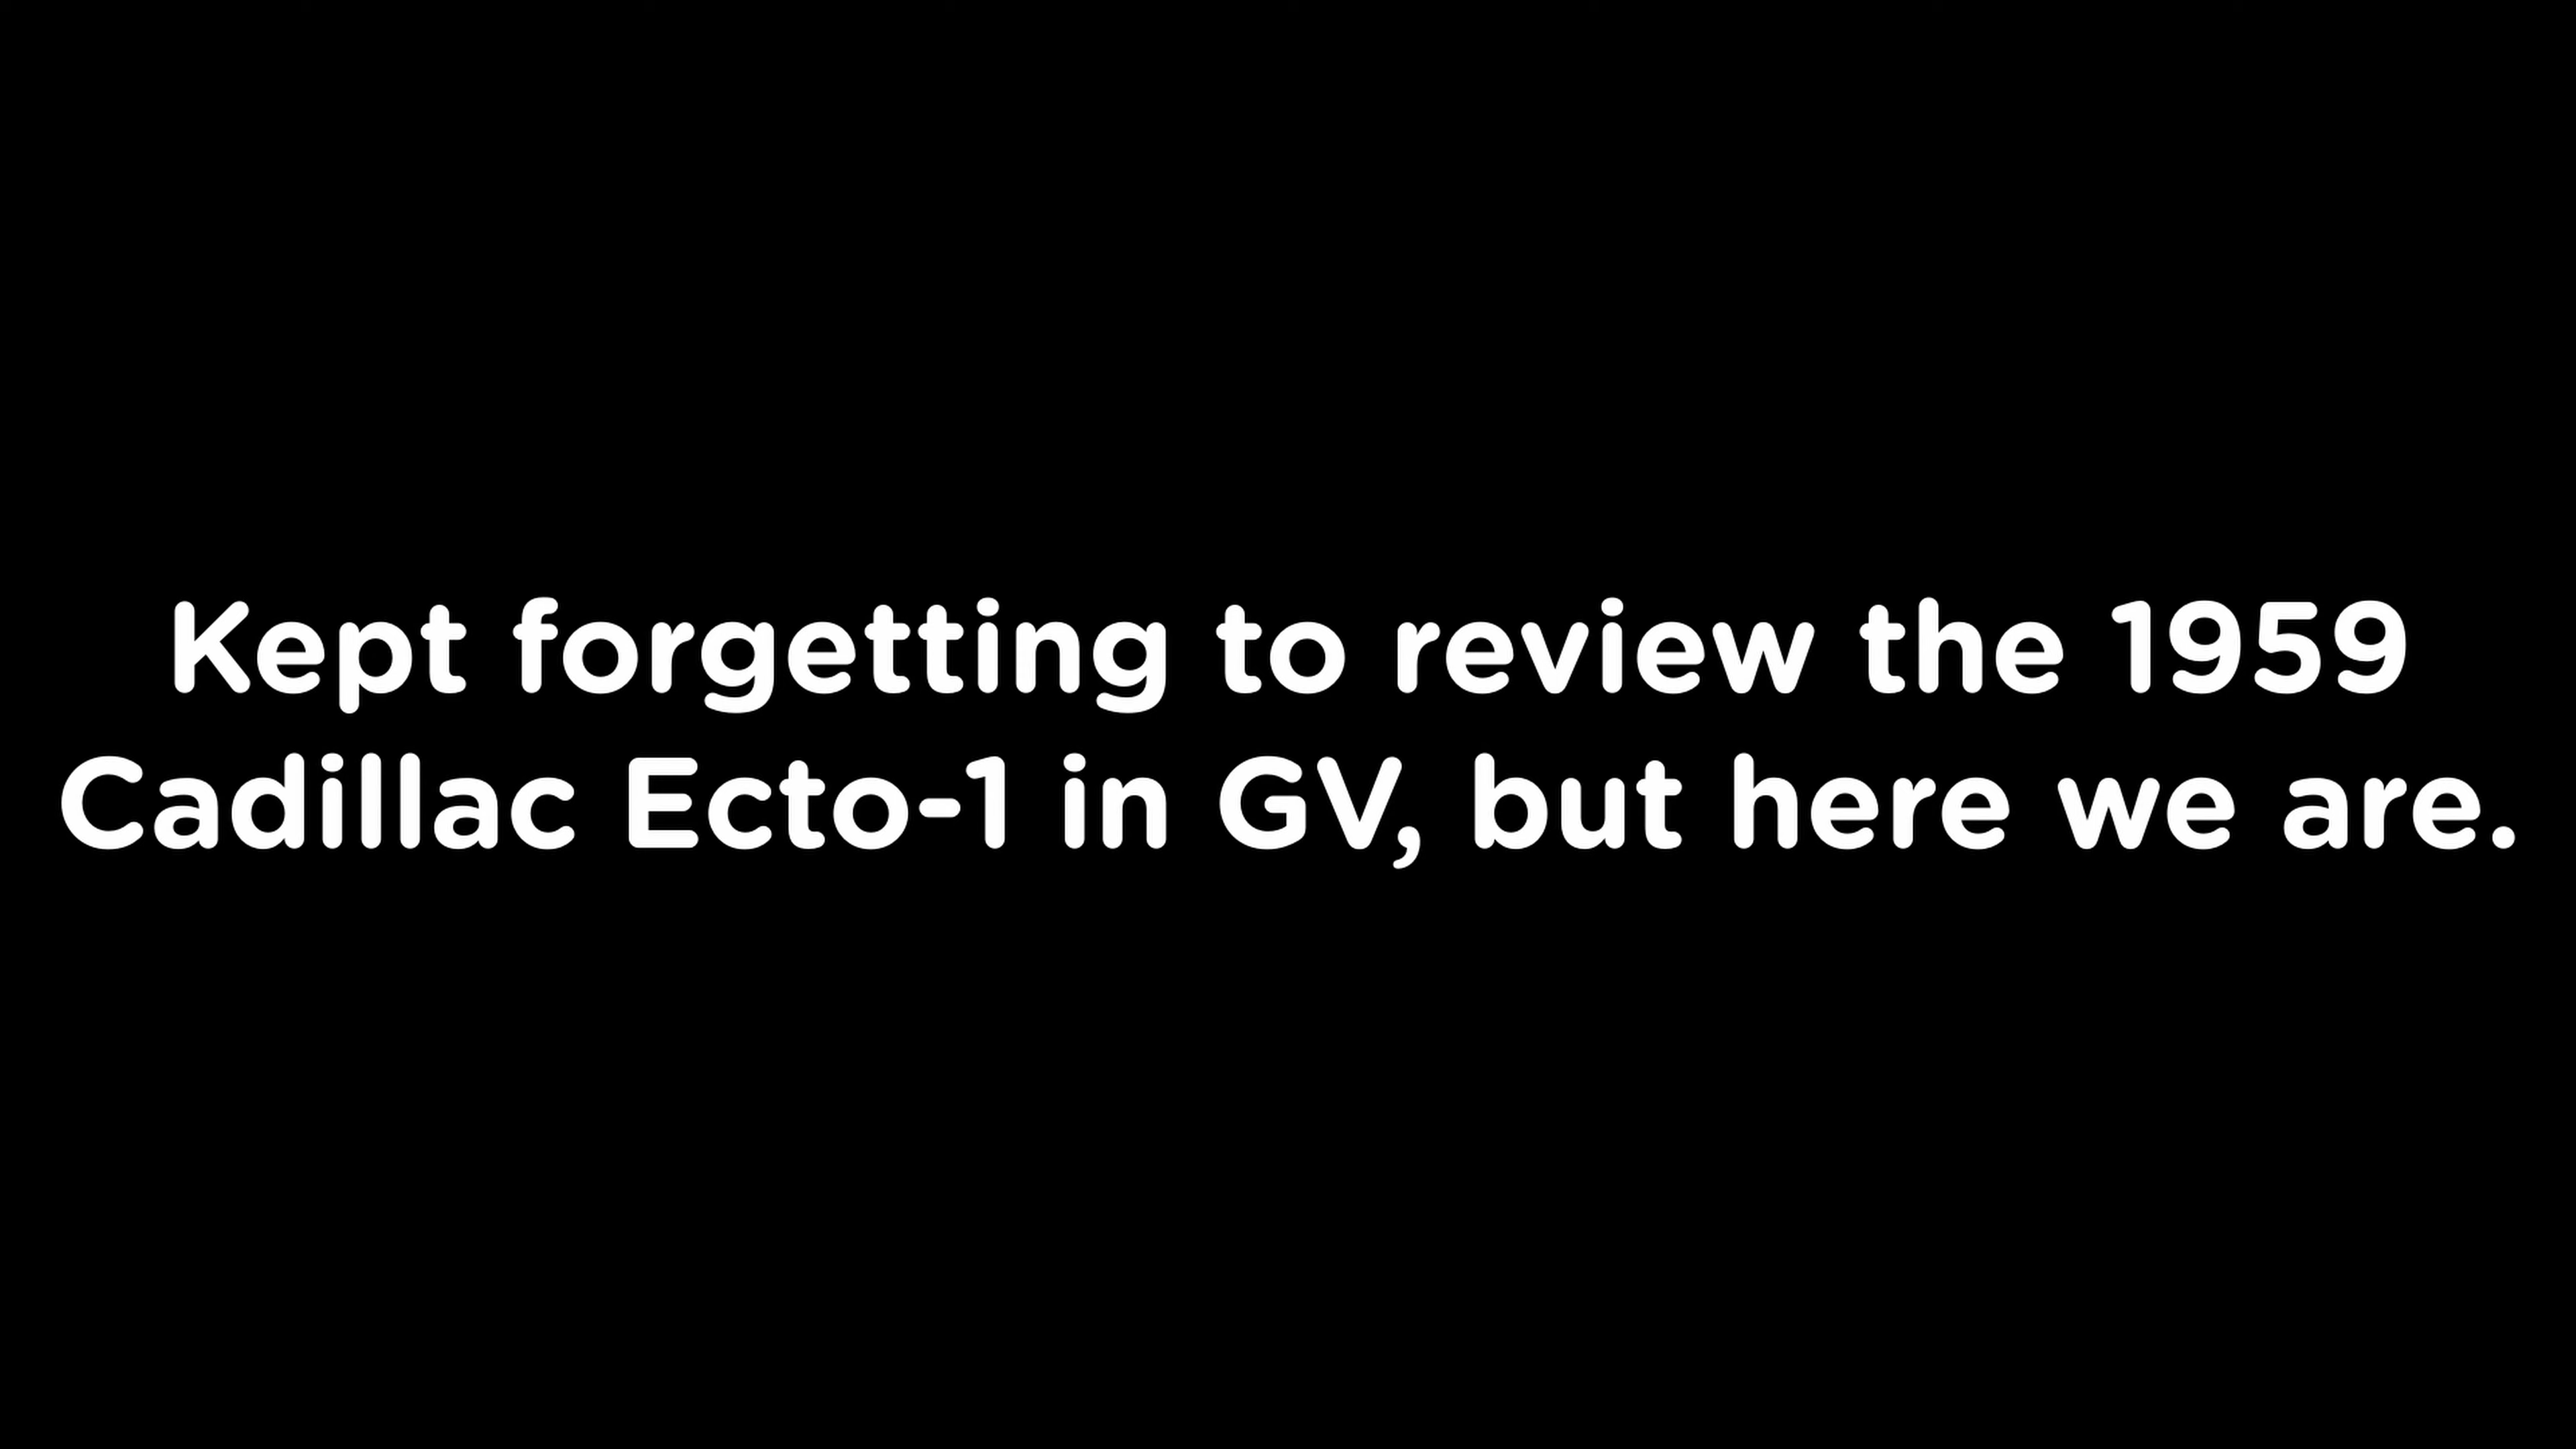 Kept forgetting to review the 1959
Cadillac Ecto-1 in GV, but here we are.